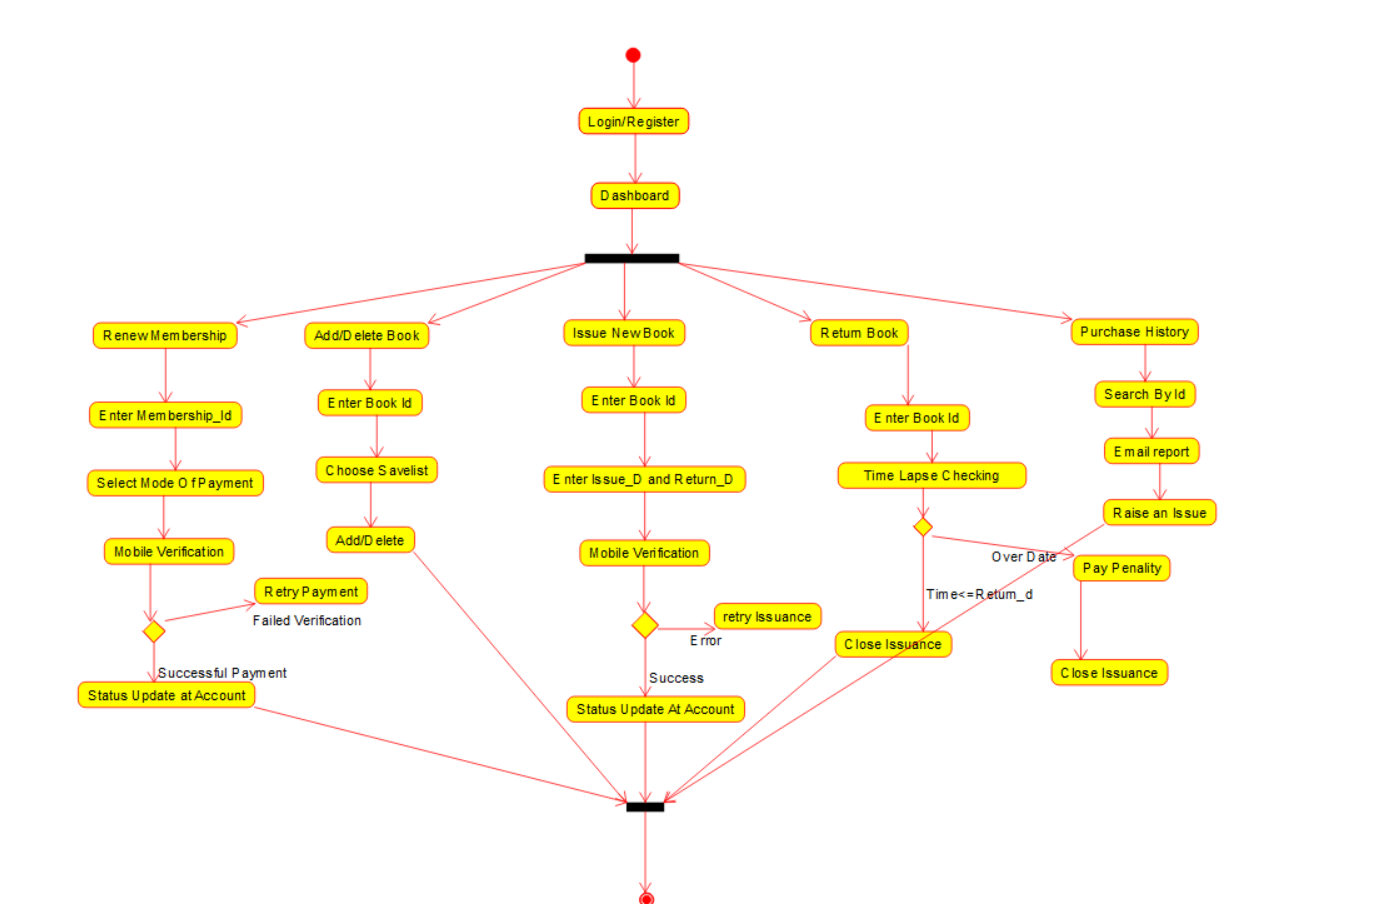 Login/Register
Dashboard
Renew Membership
Add/Delete Book
Issue New Book
Return Book
Purchase History
Enter Membership_Id
Enter Book Id
Enter Book Id
Enter Book Id
Search By Id
Select Mode Of Payment
Choose Savelist
Enter Issue_D and Return_D
Time Lapse Checking
Email report
Mobile Verification
Add/Delete
Mobile Verification
Raise an Issue
Over Date
Pay Penality
Retry Payment
Failed Verification
retry Issuance
Error
Time<=Return_d
Close Issuance
Close Issuance
Successful Payment
Status Update at Account
Success
Status Update At Account